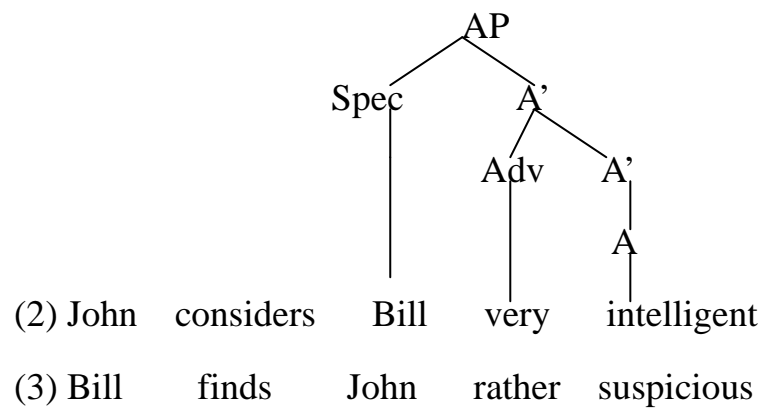 AP
Spec A’
Adv A’
A
(2) John considers Bill very intelligent
(3) Bill finds John rather suspicious